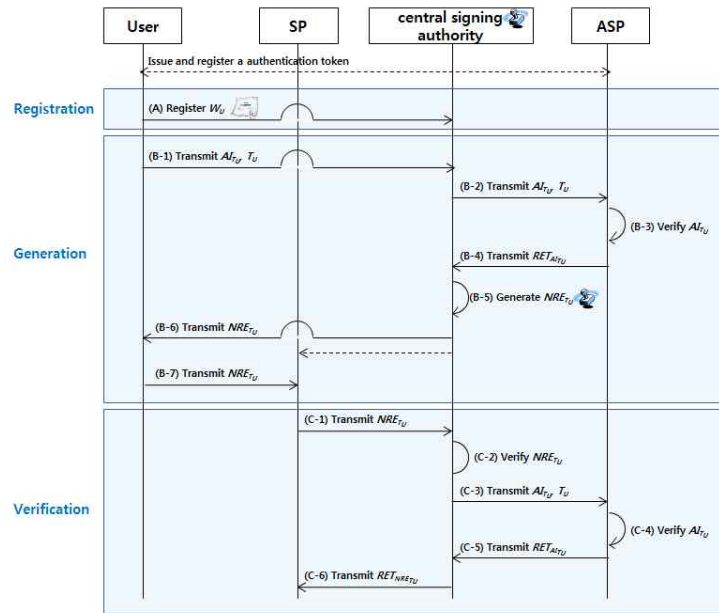 User
SP
central signing
authority
ASP
Issue and register a authentication token
Registration
(A) Register WU
Generation
(B-1) Transmit AITU, TU
(B-2) Transmit AITU, TU
(B-3) Verify AITU
(B-4) Transmit RETAITU
(B-5) Generate NRETU
(B-6) Transmit NRETU
(B-7) Transmit NRETU
Verification
(C-1) Transmit NRETU
(C-2) Verify NRETU
(C-3) Transmit AITU, TU
(C-4) Verify AITU
(C-5) Transmit RETAITU
(C-6) Transmit RETNRETU